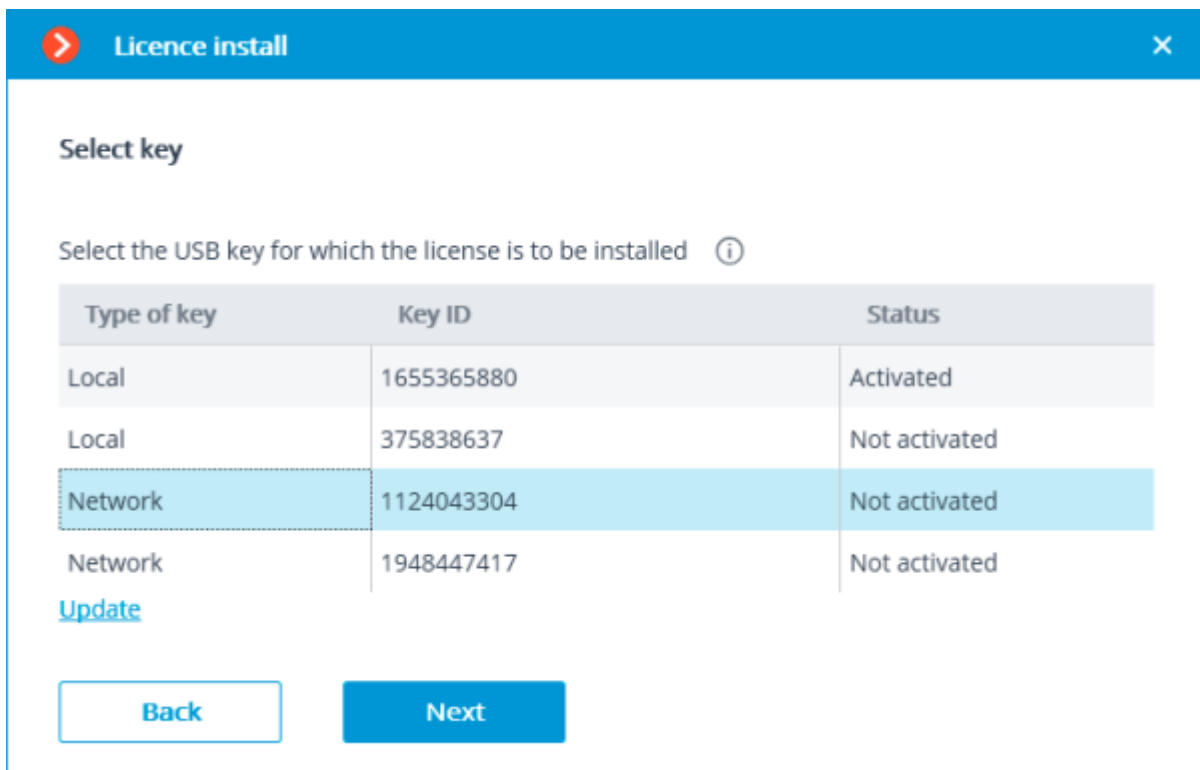 Licence install
Select key
Select the USB key for which the license is to be installed
Type of key Key ID Status
Local 1655365880 Activated
Local 375838637 Not activated
Network 1124043304 Not activated
Network 1948447417 Not activated
Update
Back Next